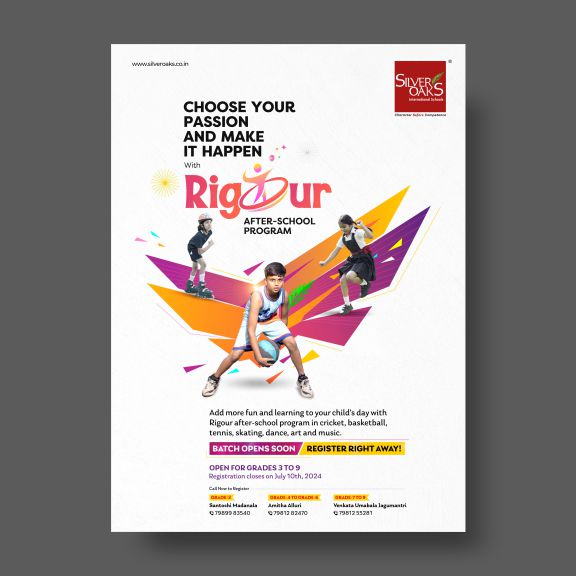 www.silveroaks.co.in
SILVER
OAKS
International Schools
Character Before Competence
CHOOSE YOUR
PASSION
AND MAKE
IT HAPPEN
With
Rigour
AFTER-SCHOOL
PROGRAM
Add more fun and learning to your child's day with
Rigour after-school program in cricket, basketball,
tennis, skating, dance, art and music.
BATCH OPENS SOON REGISTER RIGHT AWAY!
OPEN FOR GRADES 3 TO 9
Registration closes on July 10th, 2024
Call Now to Register
GRADE-3 GRADE-4 TO GRADE-6 GRADE-7 TO 9
Santoshi Madanala Amitha Alluri Venkata Umabala Jagumantri
79899 83540 79812 82470 79812 55281